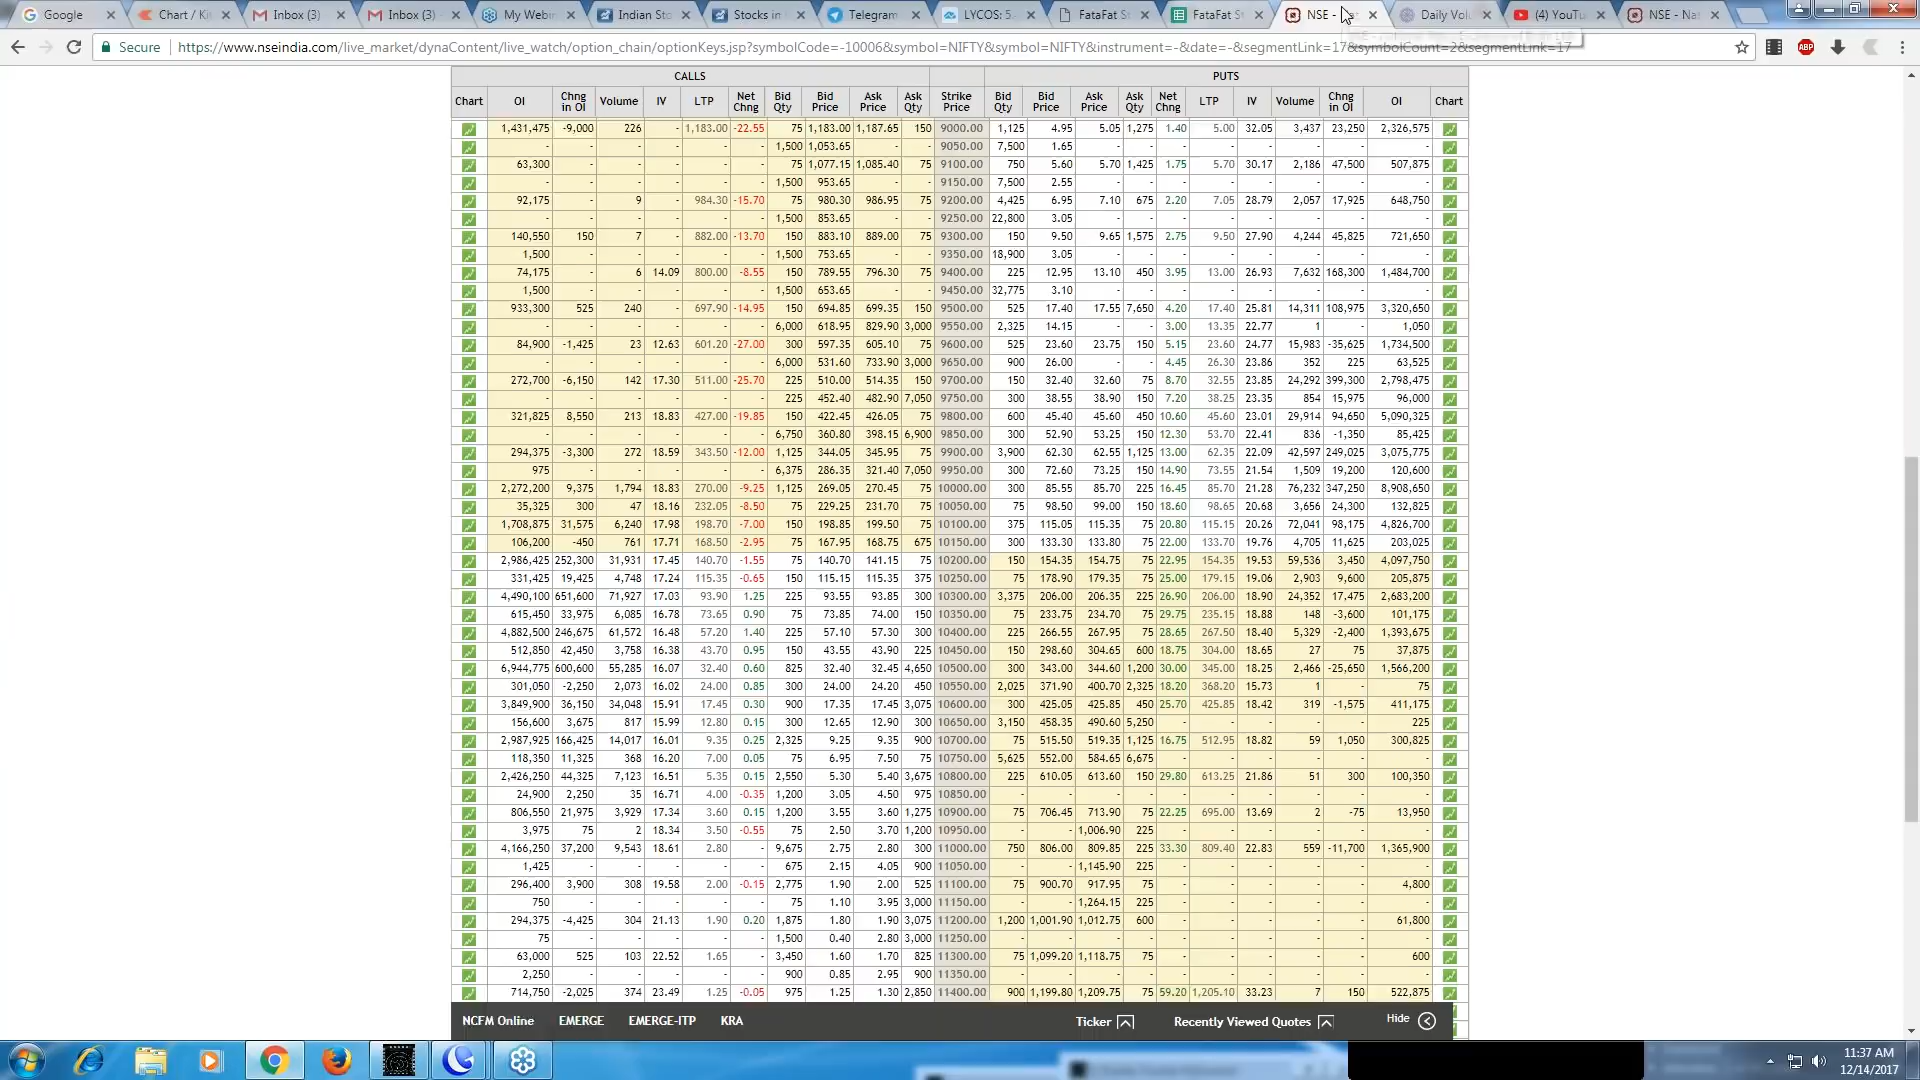 Google
Chart / Ki
Inbox (3)
Inbox (3)
My Webin
Indian Sto
Stocks in
Telegram
LYCOS: 5
FataFat St
FataFat St
NSE - 
Daily Volu
(4) YouTu
NSE - Nat
Secure
https://www.nseindia.com/live_market/dynaContent/live_watch/option_chain/optionKeys.jsp?symbolCode=-10006&symbol=NIFTY&symbol=NIFTY&instrument=-&date=-&segmentLink=17&symbolCount=2&segmentLink=17
ABP
CALLS PUTS
Chart OI Chng in OI Volume IV LTP Net Chng Bid Qty Bid Price Ask Price Ask Qty Strike Price Bid Qty Bid Price Ask Price Ask Qty Net Chng LTP IV Volume Chng in OI OI Chart
1,431,475 -9,000 226 - 1,183.00 -22.55 75 1,183.00 1,187.65 150 9000.00 1,125 4.95 5.05 1,275 1.40 5.00 32.05 3,437 23,250 2,326,575
- - - - - - 1,500 1,053.65 - - 9050.00 7,500 1.65 - - - - - - - -
63,300 - - - - - 75 1,077.15 1,085.40 75 9100.00 750 5.60 5.70 1,425 1.75 5.70 30.17 2,186 47,500 507,875
- - - - - - 1,500 953.65 - - 9150.00 7,500 2.55 - - - - - - - -
92,175 - 9 - 984.30 -15.70 75 980.30 986.95 75 9200.00 4,425 6.95 7.10 675 2.20 7.05 28.79 2,057 17,925 648,750
- - - - - - 1,500 853.65 - - 9250.00 22,800 3.05 - - - - - - - -
140,550 150 7 - 882.00 -13.70 150 883.10 889.00 75 9300.00 150 9.50 9.65 1,575 2.75 9.50 27.90 4,244 45,825 721,650
1,500 - - - - - 1,500 753.65 - - 9350.00 18,900 3.05 - - - - - - - -
74,175 - 6 14.09 800.00 -8.55 150 789.55 796.30 75 9400.00 225 12.95 13.10 450 3.95 13.00 26.93 7,632 168,300 1,484,700
1,500 - - - - - 1,500 653.65 - - 9450.00 32,775 3.10 - - - - - - - -
933,300 525 240 - 697.90 -14.95 150 694.85 699.35 150 9500.00 525 17.40 17.55 7,650 4.20 17.40 25.81 14,311 108,975 3,320,650
- - - - - - 6,000 618.95 829.90 3,000 9550.00 2,325 14.15 - - 3.00 13.35 22.77 1 - 1,050
84,900 -1,425 23 12.63 601.20 -27.00 300 597.35 605.10 75 9600.00 525 23.60 23.75 150 5.15 23.60 24.77 15,983 -35,625 1,734,500
- - - - - - 6,000 531.60 733.90 3,000 9650.00 900 26.00 - - 4.45 26.30 23.86 352 225 63,525
272,700 -6,150 142 17.30 511.00 -25.70 225 510.00 514.35 150 9700.00 150 32.40 32.60 75 8.70 32.55 23.85 24,292 399,300 2,798,475
- - - - - - 225 452.40 482.90 7,050 9750.00 300 38.55 38.90 150 7.20 38.25 23.35 854 15,975 96,000
321,825 8,550 213 18.83 427.00 -19.85 150 422.45 426.05 75 9800.00 600 45.40 45.60 450 10.60 45.60 23.01 29,914 94,650 5,090,325
- - - - - - 6,750 360.80 398.15 6,900 9850.00 300 52.90 53.25 150 12.30 53.70 22.41 836 -1,350 85,425
294,375 -3,300 272 18.59 343.50 -12.00 1,125 344.05 345.95 75 9900.00 3,900 62.30 62.55 1,125 13.00 62.35 22.09 42,597 249,025 3,075,775
975 - - - - - 6,375 286.35 321.40 7,050 9950.00 300 72.60 73.25 150 14.90 73.55 21.54 1,509 19,200 120,600
2,272,200 9,375 1,794 18.83 270.00 -9.25 1,125 269.05 270.45 75 10000.00 300 85.55 85.70 225 16.45 85.70 21.28 76,232 347,250 8,908,650
35,325 300 47 18.16 232.05 -8.50 75 229.25 231.70 75 10050.00 75 98.50 99.00 150 18.60 98.65 20.68 3,656 24,300 132,825
1,708,875 31,575 6,240 17.98 198.70 -7.00 150 198.85 199.50 75 10100.00 375 115.05 115.35 75 20.80 115.15 20.26 72,041 98,175 4,826,700
106,200 -450 761 17.71 168.50 -2.95 75 167.95 168.75 675 10150.00 300 133.30 133.80 75 22.00 133.70 19.76 4,705 11,625 203,025
2,986,425 252,300 31,931 17.45 140.70 -1.55 75 140.70 141.15 75 10200.00 150 154.35 154.75 75 22.95 154.35 19.53 59,536 3,450 4,097,750
331,425 19,425 4,748 17.24 115.35 -0.65 150 115.15 115.35 375 10250.00 75 178.90 179.35 75 25.00 179.15 19.06 2,903 9,600 205,875
4,490,100 651,600 71,927 17.03 93.90 1.25 225 93.55 93.85 300 10300.00 3,375 206.00 206.35 225 26.90 206.00 18.90 24,352 17,475 2,683,200
615,450 33,975 6,085 16.78 73.65 0.90 75 73.85 74.00 150 10350.00 75 233.75 234.70 75 29.75 235.15 18.88 148 -3,600 101,175
4,882,500 246,675 61,572 16.48 57.20 1.40 225 57.10 57.30 300 10400.00 225 266.55 267.95 75 28.65 267.50 18.40 5,329 -2,400 1,393,675
512,850 42,450 3,758 16.38 43.70 0.95 150 43.55 43.90 225 10450.00 150 298.60 304.65 600 18.75 304.00 18.65 27 75 37,875
6,944,775 600,600 55,285 16.07 32.40 0.60 825 32.40 32.45 4,650 10500.00 300 343.00 344.60 1,200 30.00 345.00 18.25 2,466 -25,650 1,566,200
301,050 -2,250 2,073 16.02 24.00 0.85 300 24.00 24.20 450 10550.00 2,025 371.90 400.70 2,325 18.20 368.20 15.73 1 - 75
3,849,900 36,150 34,048 15.91 17.45 0.30 900 17.35 17.45 3,075 10600.00 300 425.05 425.85 450 25.70 425.85 18.42 319 -1,575 411,175
156,600 3,675 817 15.99 12.80 0.15 300 12.65 12.90 300 10650.00 3,150 458.35 490.60 5,250 - - - - - 225
2,987,925 166,425 14,017 16.01 9.35 0.25 2,325 9.25 9.35 900 10700.00 75 515.50 519.35 1,125 16.75 512.95 18.82 59 1,050 300,825
118,350 11,325 368 16.20 7.00 0.05 75 6.95 7.50 75 10750.00 5,625 552.00 584.65 6,675 - - - - - -
2,426,250 44,325 7,123 16.51 5.35 0.15 2,550 5.30 5.40 3,675 10800.00 225 610.05 613.60 150 29.80 613.25 21.86 51 300 100,350
24,900 2,250 35 16.71 4.00 -0.35 1,200 3.05 4.50 975 10850.00 - - - - - - - - - -
806,550 21,975 3,929 17.34 3.60 0.15 1,200 3.55 3.60 1,275 10900.00 75 706.45 713.90 75 22.25 695.00 13.69 2 -75 13,950
3,975 75 2 18.34 3.50 -0.55 75 2.50 3.70 1,200 10950.00 - - 1,006.90 225 - - - - - -
4,166,250 37,200 9,543 18.61 2.80 - 9,675 2.75 2.80 300 11000.00 750 806.00 809.85 225 33.30 809.40 22.83 559 -11,700 1,365,900
1,425 - - - - - 675 2.15 4.05 900 11050.00 - - 1,145.90 225 - - - - - -
296,400 3,900 308 19.58 2.00 -0.15 2,775 1.90 2.00 525 11100.00 75 900.70 917.95 75 - - - - - 4,800
750 - - - - - 75 1.10 3.95 3,000 11150.00 - - 1,264.15 225 - - - - - -
294,375 -4,425 304 21.13 1.90 0.20 1,875 1.80 1.90 3,075 11200.00 1,200 1,001.90 1,012.75 600 - - - - - 61,800
75 - - - - - 1,500 0.40 2.80 3,000 11250.00 - - - - - - - - - -
63,000 525 103 22.52 1.65 - 3,450 1.60 1.70 825 11300.00 75 1,099.20 1,118.75 75 - - - - - 600
2,250 - - - - - 900 0.85 2.95 900 11350.00 - - - - - - - - - -
714,750 -2,025 374 23.49 1.25 -0.05 975 1.25 1.30 2,850 11400.00 900 1,199.80 1,209.75 75 59.20 1,205.10 33.23 7 150 522,875
NCFM Online EMERGE EMERGE-ITP KRA Ticker Recently Viewed Quotes Hide
11:37 AM
12/14/2017